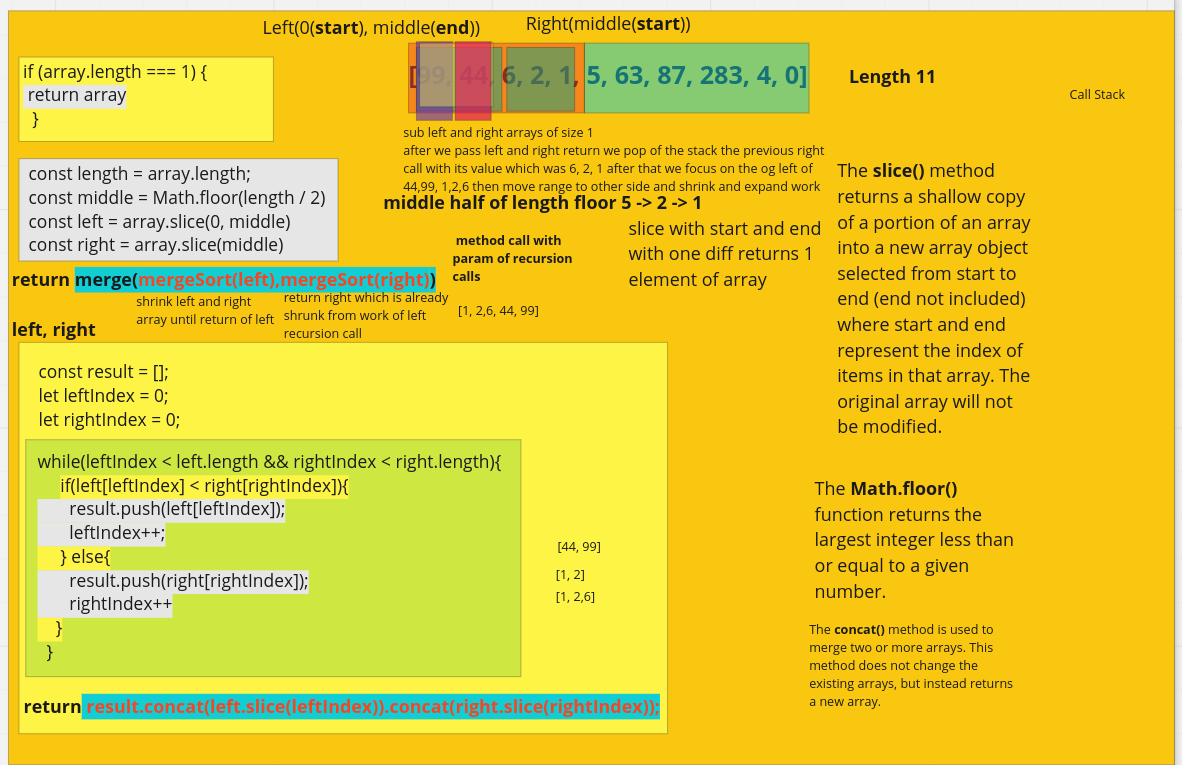 Left(0(start), middle(end))
Right(middle(start))
if (array.length === 1) {
return array
}
[99, 44, 6, 2, 1, 5, 63, 87, 283, 4, 0]
Length 11
Call Stack
sub left and right arrays of size 1
after we pass left and right return we pop of the stack the previous right
call with its value which was 6, 2, 1 after that we focus on the og left of
44,99, 1,2,6 then move range to other side and shrink and expand work
const length = array.length;
const middle = Math.floor(length / 2)
const left = array.slice(0, middle)
const right = array.slice(middle)
middle half of length floor 5 -> 2 -> 1
slice with start and end
with one diff returns 1
element of array
method call with
param of recursion
calls
return merge(mergeSort(left),mergeSort(right))
shrink left and right
array until return of left
return right which is already
shrunk from work of left
recursion call
[1, 2,6, 44, 99]
left, right
The slice() method
returns a shallow copy
of a portion of an array
into a new array object
selected from start to
end (end not included)
where start and end
represent the index of
items in that array. The
original array will not
be modified.
const result = [];
let leftIndex = 0;
let rightIndex = 0;
while(leftIndex < left.length && rightIndex < right.length){
if(left[leftIndex] < right[rightIndex]){
result.push(left[leftIndex]);
leftIndex++;
} else{
result.push(right[rightIndex]);
rightIndex++
}
}
[44, 99]
[1, 2]
[1, 2,6]
return result.concat(left.slice(leftIndex)).concat(right.slice(rightIndex));
The Math.floor()
function returns the
largest integer less than
or equal to a given
number.
The concat() method is used to
merge two or more arrays. This
method does not change the
existing arrays, but instead returns
a new array.